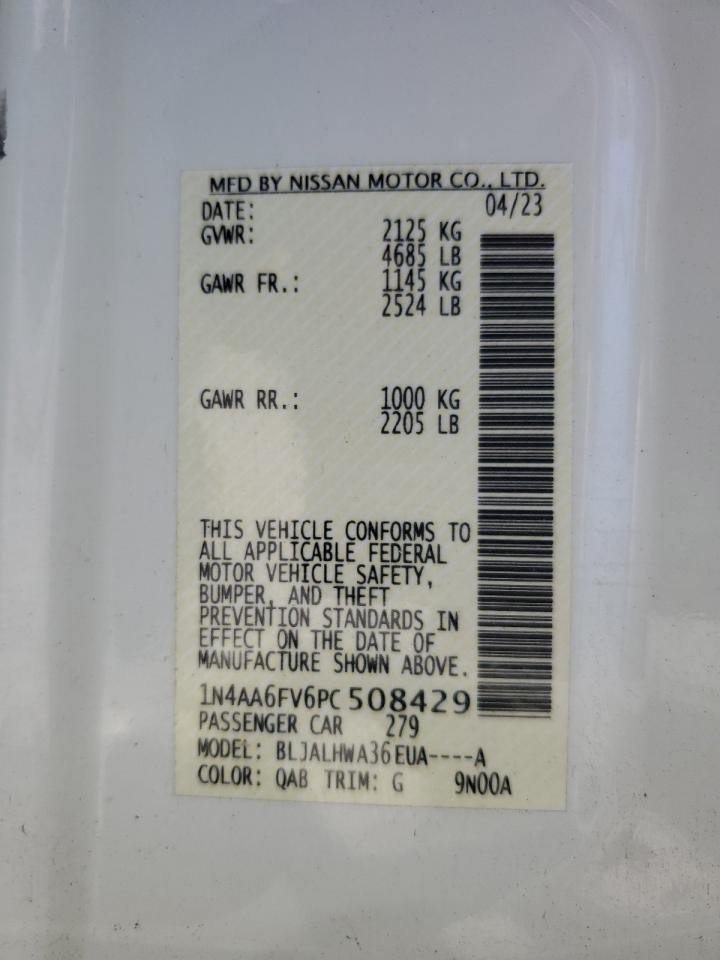 MFD BY NISSAN MOTOR CO., LTD.
DATE: 04/23
GVWR: 2125 KG
4685 LB
GAWR FR.: 1145 KG
2524 LB
GAWR RR.: 1000 KG
2205 LB
THIS VEHICLE CONFORMS TO
ALL APPLICABLE FEDERAL
MOTOR VEHICLE SAFETY,
BUMPER, AND THEFT
PREVENTION STANDARDS IN
EFFECT ON THE DATE OF
MANUFACTURE SHOWN ABOVE.
1N4AA6FV6PC508429
PASSENGER CAR 279
MODEL: BLJALHWA36EUA----A
COLOR: QAB TRIM: G 9N00A